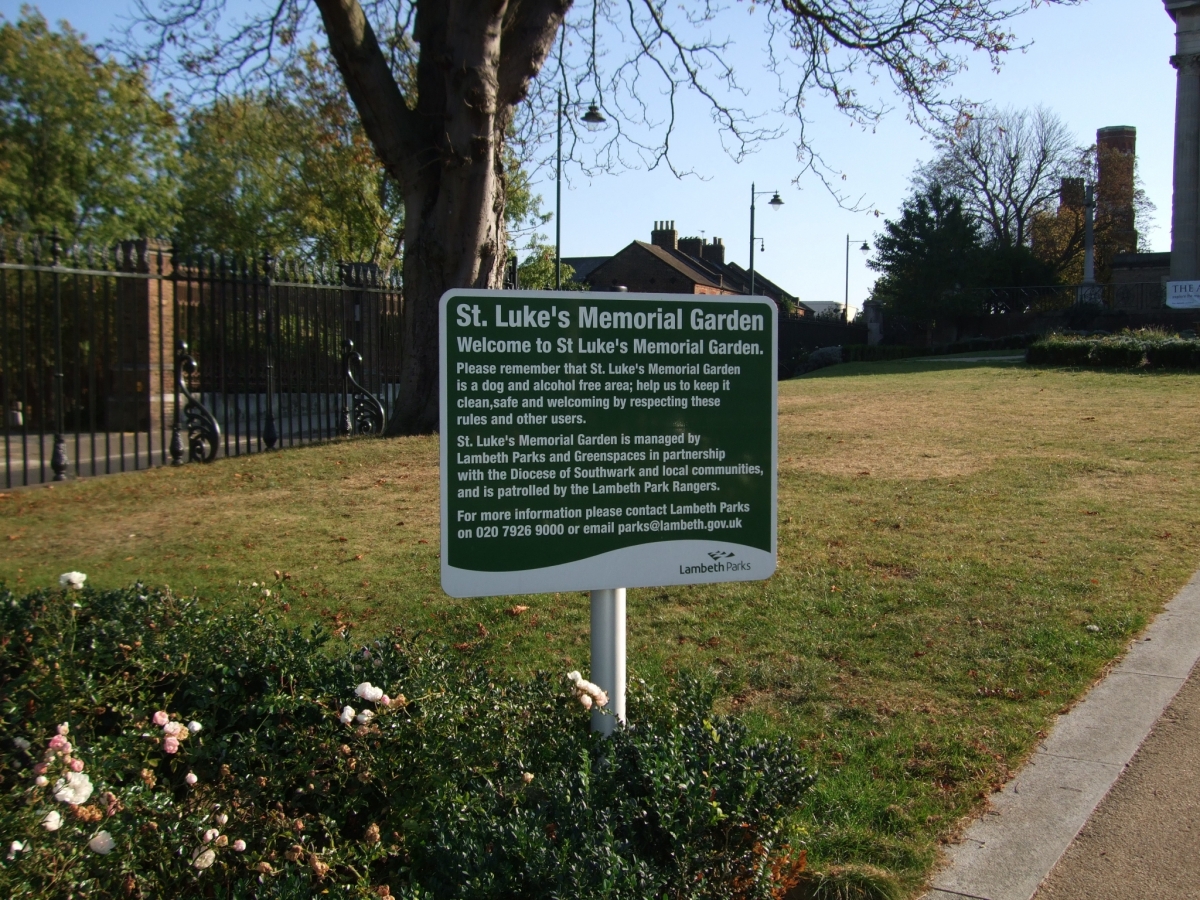 St. Luke's Memorial Garden
Welcome to St Luke's Memorial Garden.
Please remember that St. Luke's Memorial Garden
is a dog and alcohol free area; help us to keep it
clean,safe and welcoming by respecting these
rules and other users.
St. Luke's Memorial Garden is managed by
Lambeth Parks and Greenspaces in partnership
with the Diocese of Southwark and local communities,
and is patrolled by the Lambeth Park Rangers.
For more information please contact Lambeth Parks
on 020 7926 9000 or email parks@lambeth.gov.uk
Lambeth Parks